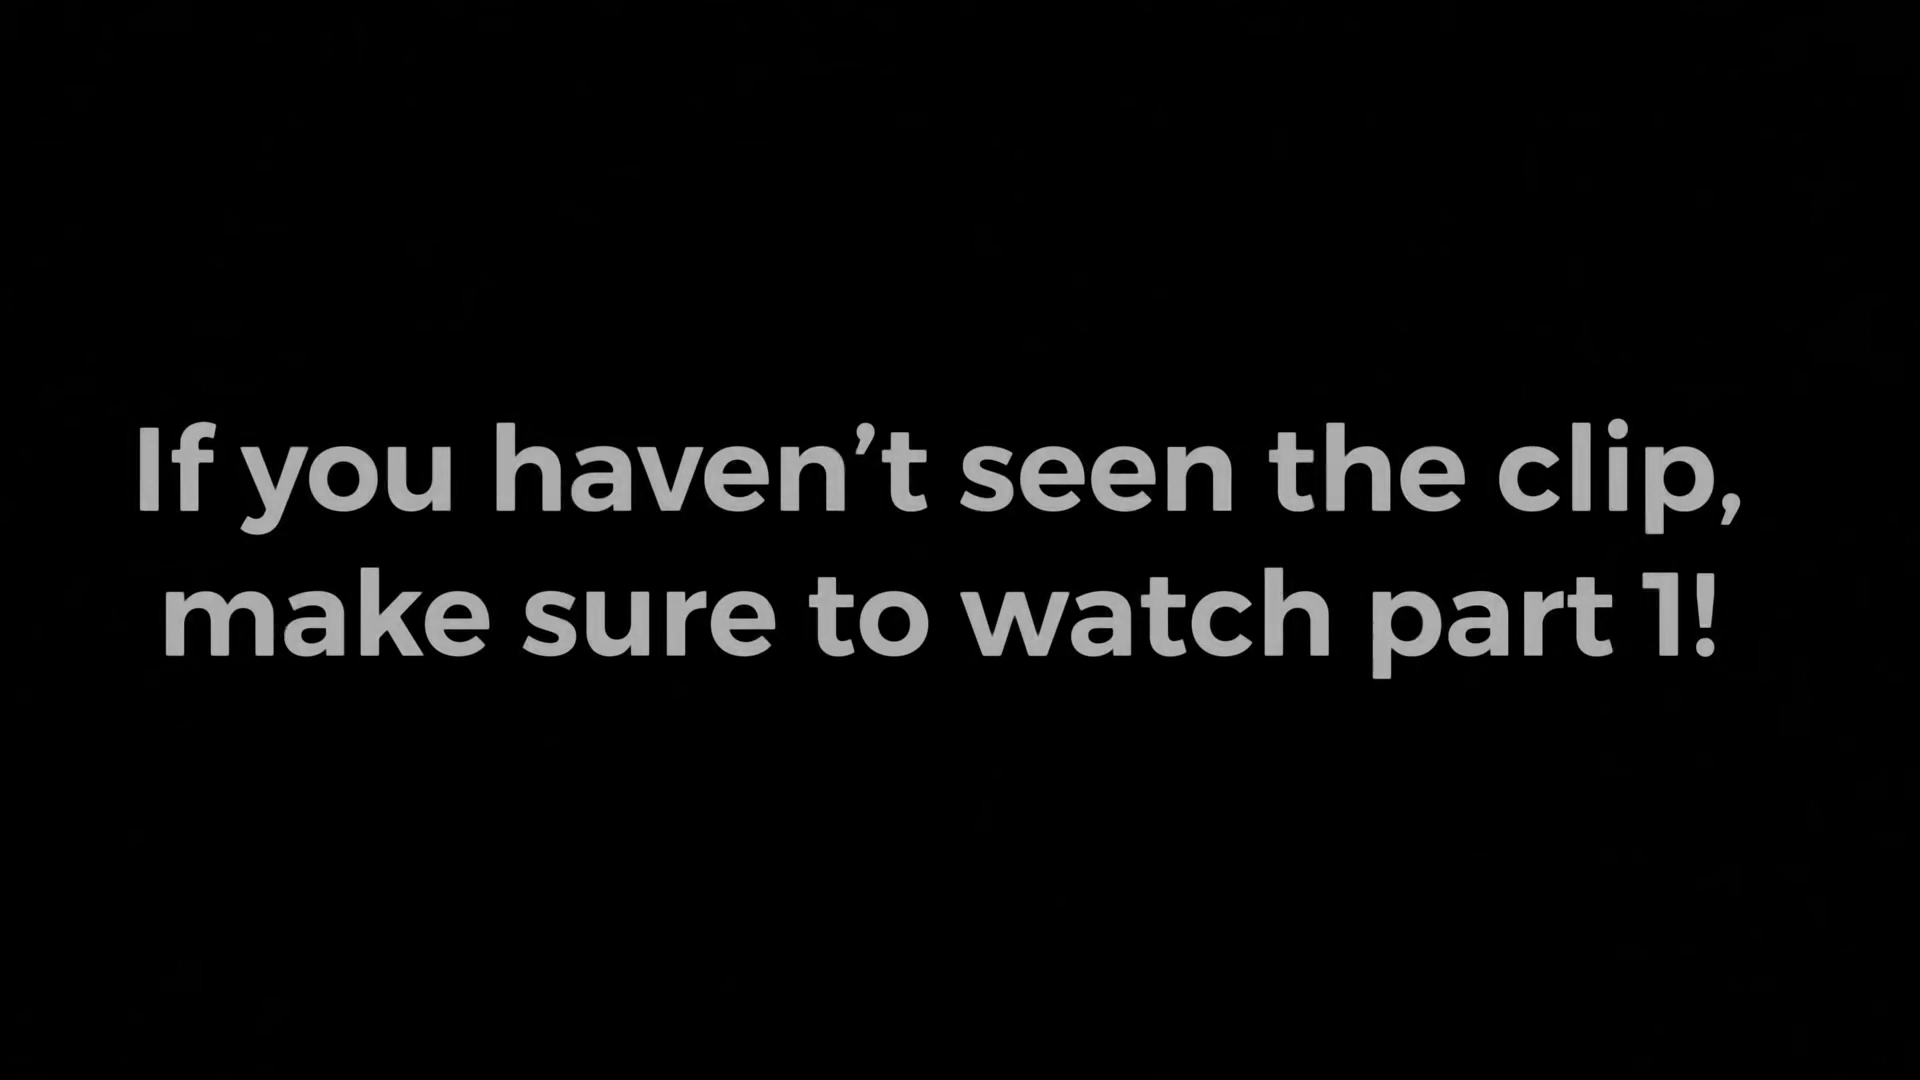 If you haven’t seen the clip,
make sure to watch part 1!